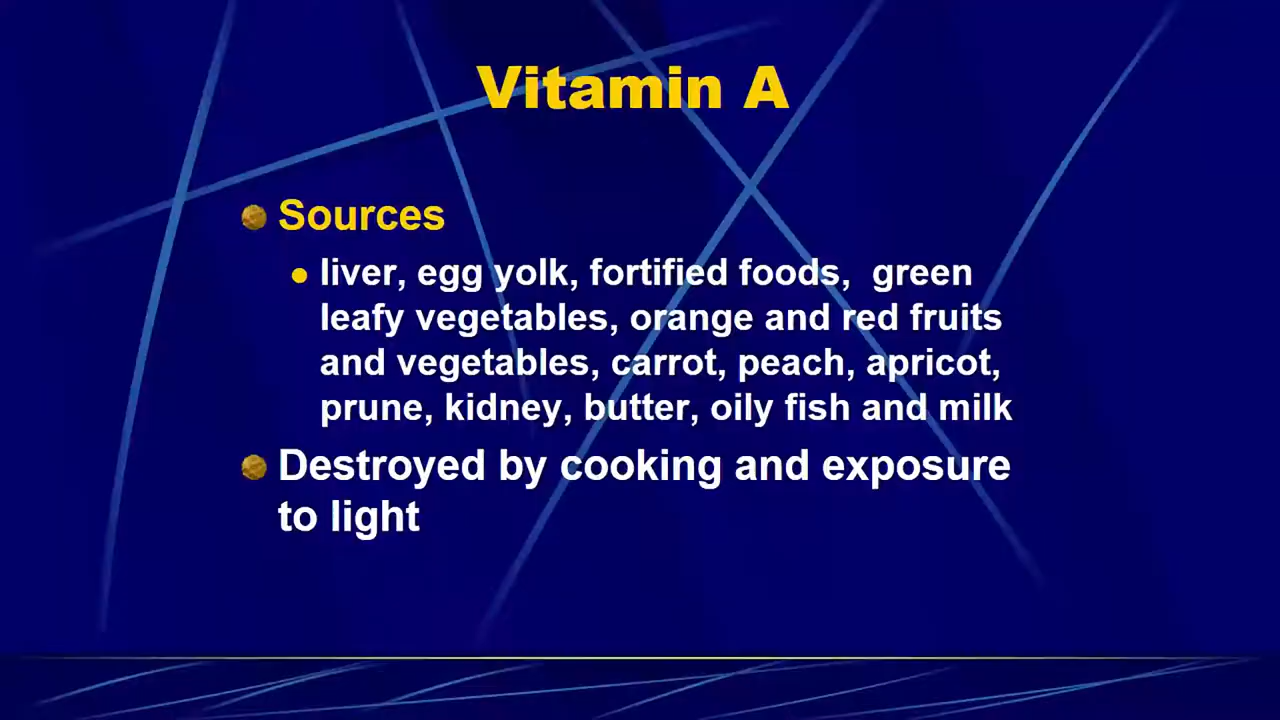 Vitamin A
Sources
liver, egg yolk, fortified foods,  green
leafy vegetables, orange and red fruits
and vegetables, carrot, peach, apricot,
prune, kidney, butter, oily fish and milk
Destroyed by cooking and exposure
to light